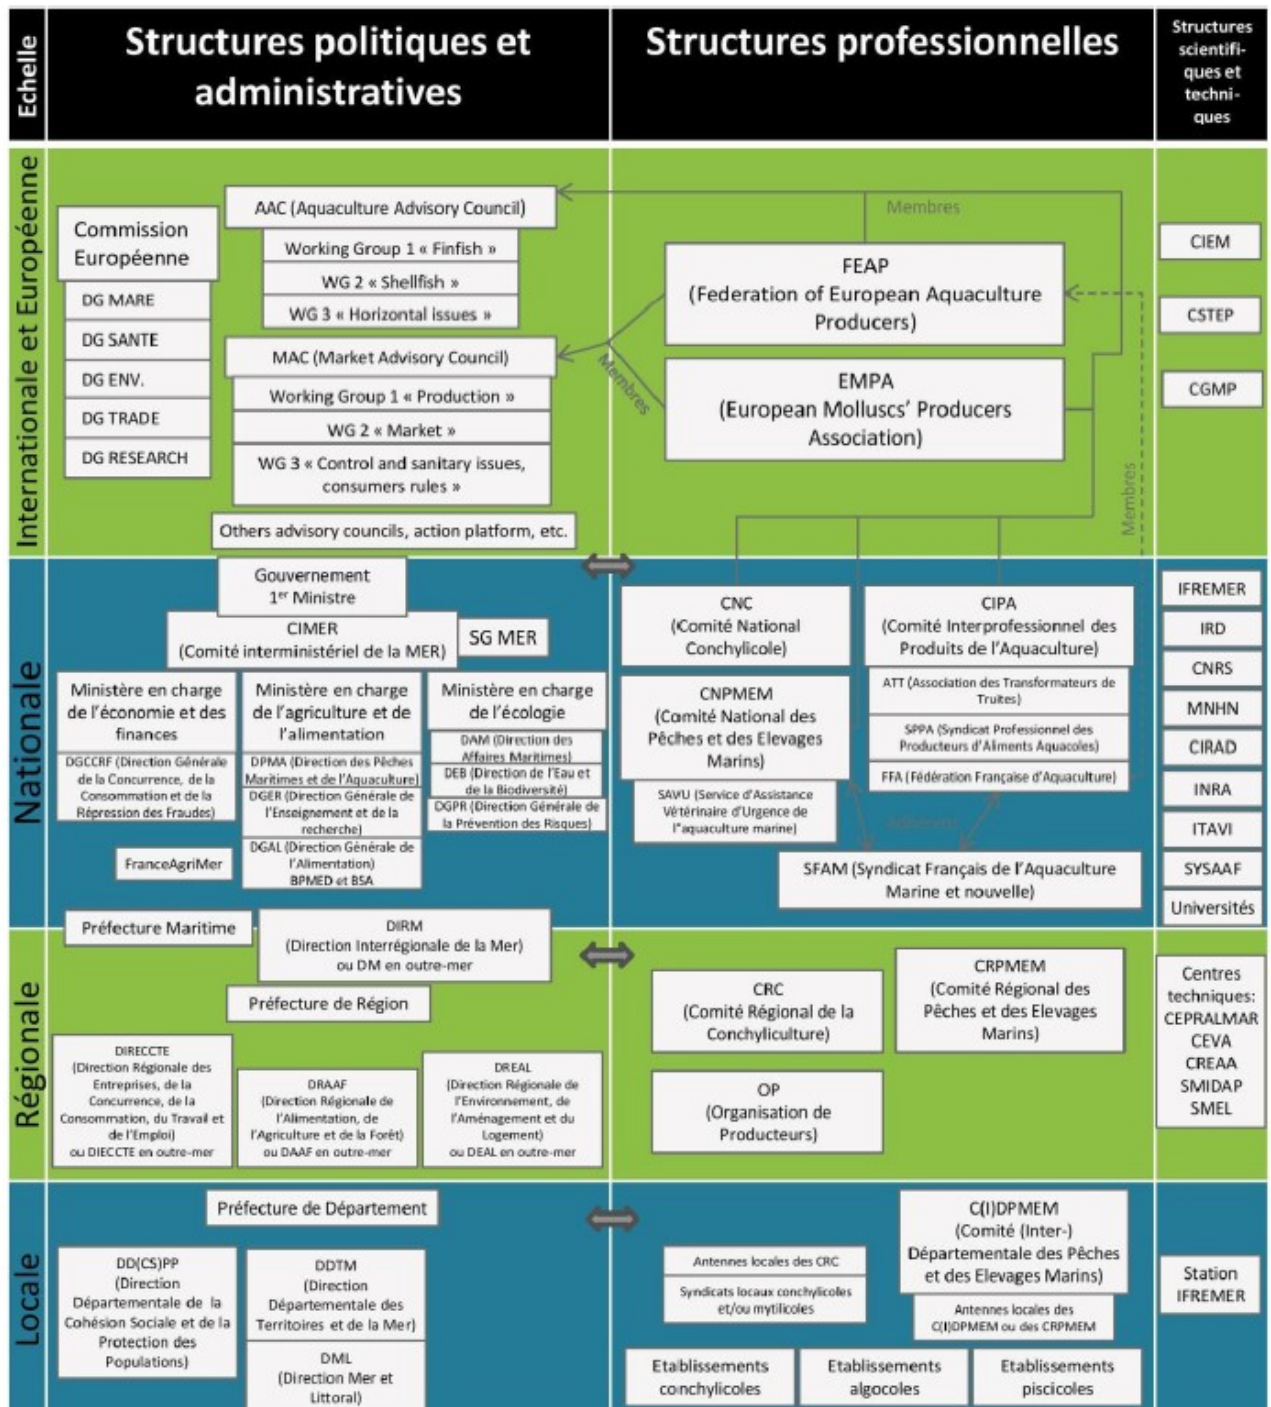 Echelle
Structures politiques et
administratives
Structures professionnelles
Structures
scientifi-
ques et
techni-
ques
Internationale et Européenne
Commission
Européenne
DG MARE
DG SANTE
DG ENV.
DG TRADE
DG RESEARCH
AAC (Aquaculture Advisory Council)
Working Group 1 « Finfish »
WG 2 « Shellfish »
WG 3 « Horizontal issues »
MAC (Market Advisory Council)
Working Group 1 « Production »
WG 2 « Market »
WG 3 « Control and sanitary issues,
consumers rules »
Others advisory councils, action platform, etc.
Membres
FEAP
(Federation of European Aquaculture
Producers)
Membres
EMPA
(European Molluscs’ Producers
Association)
Membres
CIEM
CSTEP
CGMP
Nationale
Gouvernement
1er Ministre
CIMER
(Comité interministériel de la MER)
SG MER
Ministère en charge
de l’économie et des
finances
DGCCRF (Direction Générale
de la Concurrence, de la
Consommation et de la
Répression des Fraudes)
FranceAgriMer
Ministère en charge
de l’agriculture et de
l’alimentation
DPMA (Direction des Pêches
Maritimes et de l’Aquaculture)
DGER (Direction Générale de
l’Enseignement et de la
recherche)
DGAL (Direction Générale de
l’Alimentation)
BPMED et BSA
Ministère en charge
de l’écologie
DAM (Direction des
Affaires Maritimes)
DEB (Direction de l’Eau et
de la Biodiversité)
DGPR (Direction Générale de
la Prévention des Risques)
CNC
(Comité National
Conchylicole)
CNPMEM
(Comité National des
Pêches et des Elevages
Marins)
SAVU (Service d’Assistance
Vétérinaire d’Urgence de
l’’aquaculture marine)
CIPA
(Comité Interprofessionnel des
Produits de l’Aquaculture)
ATT (Association des Transformateurs de
Truites)
SPPA (Syndicat Professionnel des
Producteurs d’Aliments Aquacoles)
FFA (Fédération Française d’Aquaculture)
Adhérent
SFAM (Syndicat Français de l’Aquaculture
Marine et nouvelle)
IFREMER
IRD
CNRS
MNHN
CIRAD
INRA
ITAVI
SYSAAF
Universités
Préfecture Maritime
DIRM
(Direction Interrégionale de la Mer)
ou DM en outre-mer
Régionale
Préfecture de Région
DIRECCTE
(Direction Régionale des
Entreprises, de la
Concurrence, de la
Consommation, du Travail et
de l’Emploi)
ou DIECCTE en outre-mer
DRAAF
(Direction Régionale de
l’Alimentation, de
l’Agriculture et de la Forêt)
ou DAAF en outre-mer
DREAL
(Direction Régionale de
l’Environnement, de
l’Aménagement et du
Logement)
ou DEAL en outre-mer
CRC
(Comité Régional de la
Conchyliculture)
CRPMEM
(Comité Régional des
Pêches et des Elevages
Marins)
OP
(Organisation de
Producteurs)
Centres
techniques:
CEPRALMAR
CEVA
CREAA
SMIDAP
SMEL
Locale
Préfecture de Département
DD(CS)PP
(Direction
Départementale de la
Cohésion Sociale et de la
Protection des
Populations)
DDTM
(Direction
Départementale des
Territoires et de la Mer)
DML
(Direction Mer et
Littoral)
Antennes locales des CRC
Syndicats locaux conchylicoles
et/ou mytilicoles
C(I)DPMEM
(Comité (Inter-)
Départementale des Pêches
et des Elevages Marins)
Antennes locales des
C(I)DPMEM ou des CRPMEM
Etablissements
conchylicoles
Etablissements
algocoles
Etablissements
piscicoles
Station
IFREMER